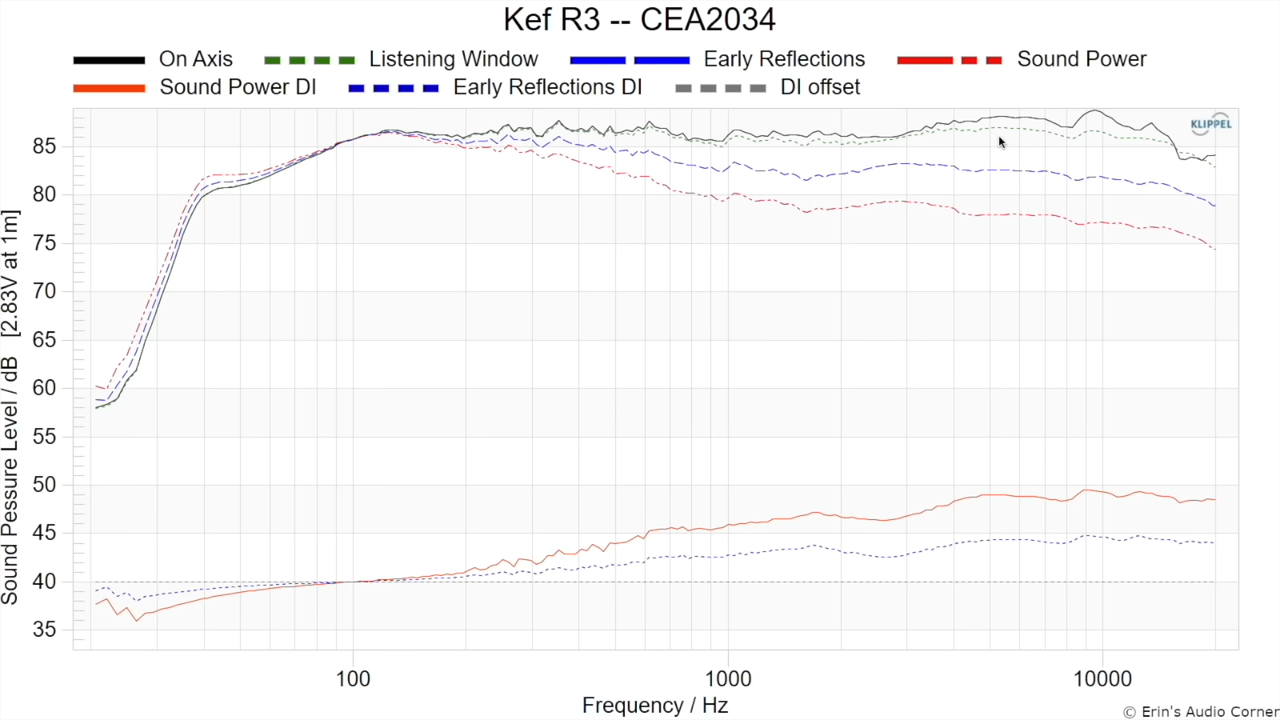 Kef R3 -- CEA2034
On Axis Listening Window Early Reflections Sound Power
Sound Power DI Early Reflections DI DI offset
KLIPPEL
Sound Pessure Level / dB [2.83V at 1m]
85
80
75
70
65
60
55
50
45
40
35
100 1000 10000
Frequency / Hz
© Erin's Audio Corner